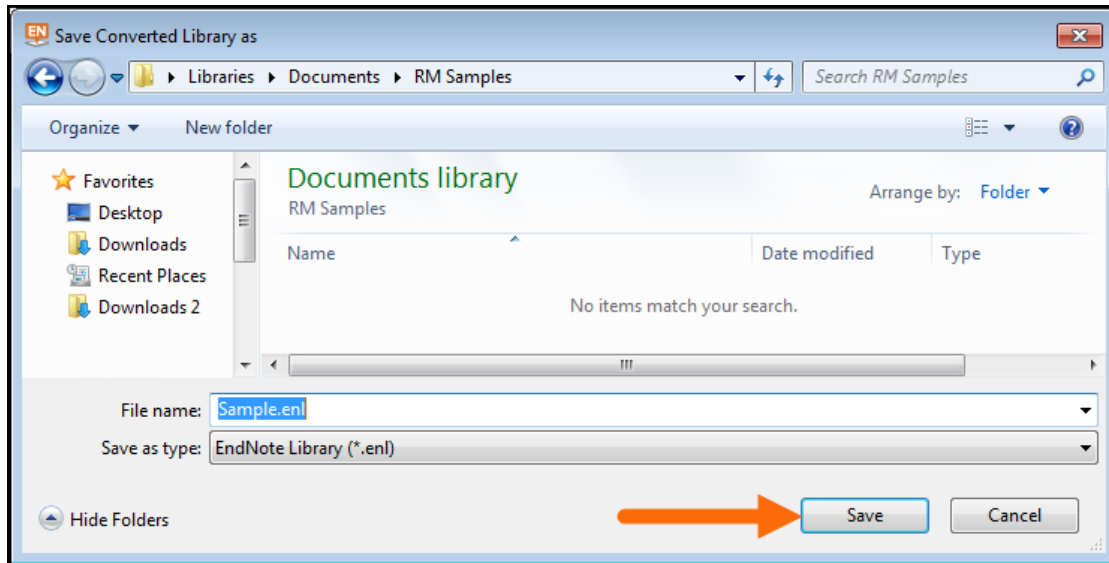 EN Save Converted Library as
Libraries Documents RM Samples Search RM Samples
Organize New folder
Favorites
Desktop
Downloads
Recent Places
Downloads 2
Documents library
RM Samples
Arrange by: Folder
Name Date modified Type
No items match your search.
File name: Sample.enl
Save as type: EndNote Library (*.enl)
Hide Folders Save Cancel